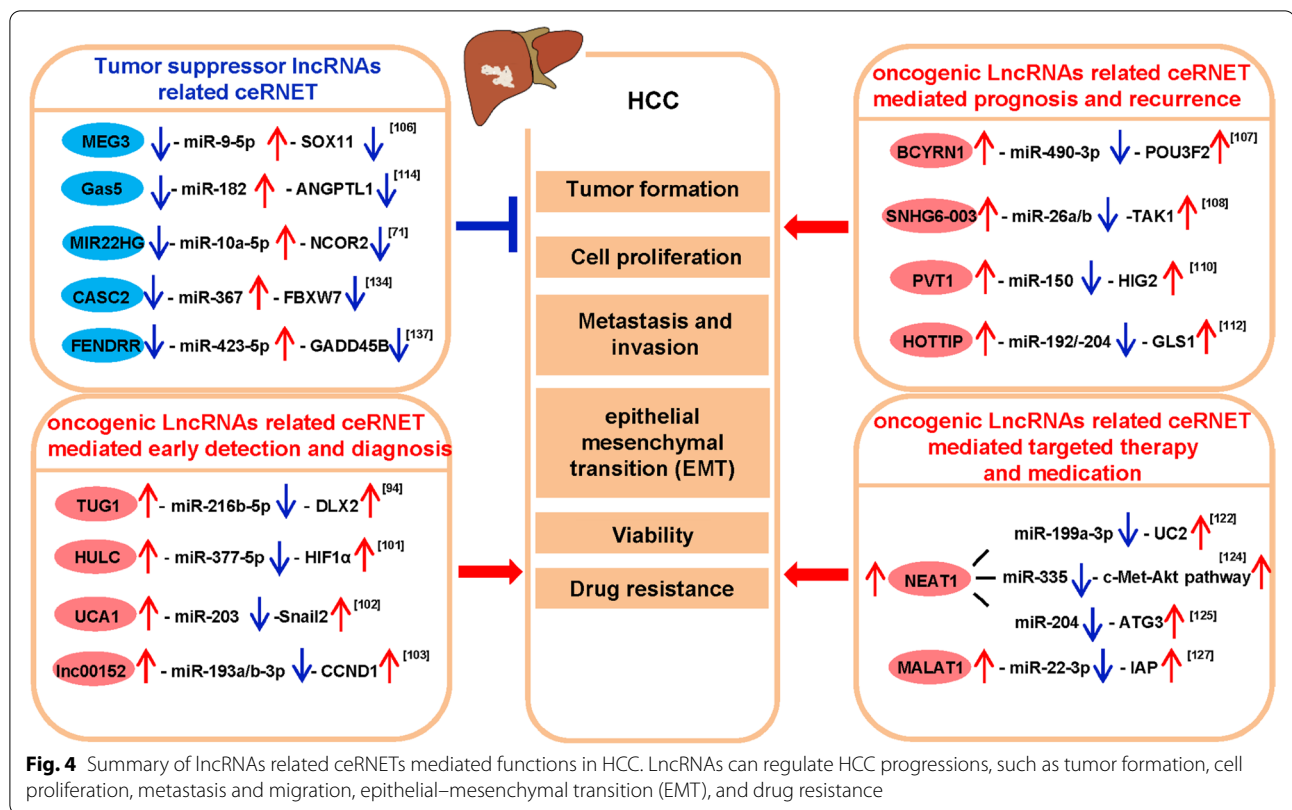 Tumor suppressor lncRNAs
related ceRNET
MEG3 - miR-9-5p - SOX11 [106]
Gas5 - miR-182 - ANGPTL1 [114]
MIR22HG - miR-10a-5p - NCOR2 [71]
CASC2 - miR-367 - FBXW7 [134]
FENDRR - miR-423-5p - GADD45B [137]
oncogenic LncRNAs related ceRNET
mediated early detection and diagnosis
TUG1 - miR-216b-5p - DLX2 [94]
HULC - miR-377-5p - HIF1α [101]
UCA1 - miR-203 -Snail2 [102]
lnc00152 - miR-193a/b-3p - CCND1 [103]
HCC
Tumor formation
Cell proliferation
Metastasis and
invasion
epithelial
mesenchymal
transition (EMT)
Viability
Drug resistance
oncogenic LncRNAs related ceRNET
mediated prognosis and recurrence
BCYRN1 - miR-490-3p - POU3F2 [107]
SNHG6-003 - miR-26a/b -TAK1 [108]
PVT1 - miR-150 - HIG2 [110]
HOTTIP - miR-192/-204 - GLS1 [112]
oncogenic LncRNAs related ceRNET
mediated targeted therapy
and medication
miR-199a-3p - UC2 [122]
NEAT1 miR-335 - c-Met-Akt pathway [124]
miR-204 - ATG3 [125]
MALAT1 - miR-22-3p - IAP [127]
Fig. 4 Summary of lncRNAs related ceRNETs mediated functions in HCC. LncRNAs can regulate HCC progressions, such as tumor formation, cell
proliferation, metastasis and migration, epithelial–mesenchymal transition (EMT), and drug resistance